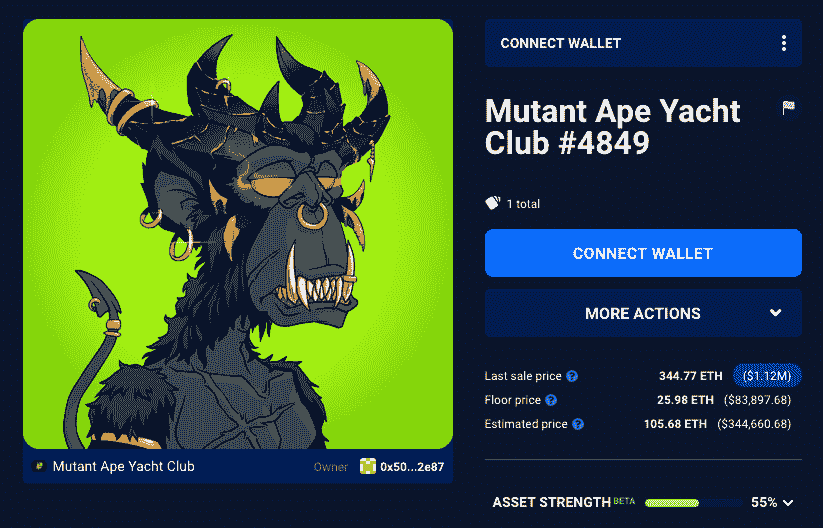 CONNECT WALLET
Mutant Ape Yacht
Club #4849
1 total
CONNECT WALLET
MORE ACTIONS
Last sale price ? 344.77 ETH ($1.12M)
Floor price ? 25.98 ETH ($83,897.68)
Estimated price ? 105.68 ETH ($344,660.68)
Mutant Ape Yacht Club Owner 0x50...2e87
ASSET STRENGTH BETA 55%